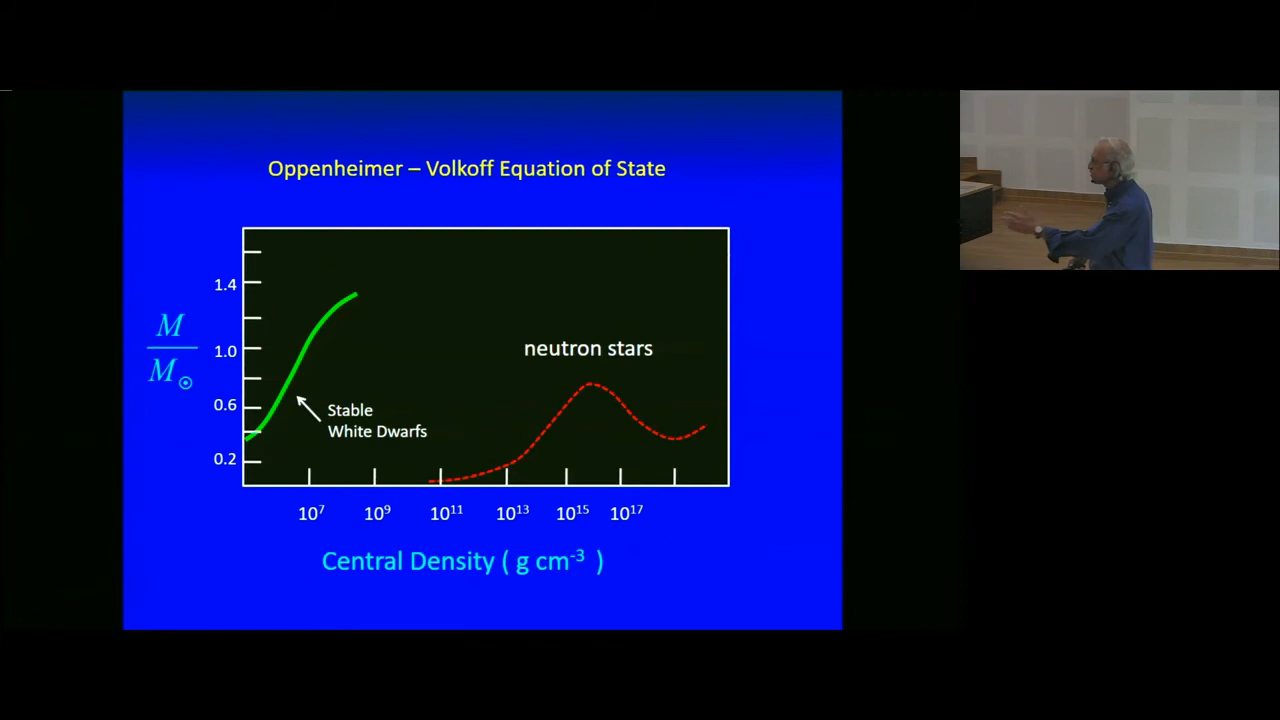 Oppenheimer – Volkoff Equation of State
1.4
1.0
0.6
0.2
M
M☉
neutron stars
Stable
White Dwarfs
10⁷ 10⁹ 10¹¹ 10¹³ 10¹⁵ 10¹⁷
Central Density ( g cm⁻³ )